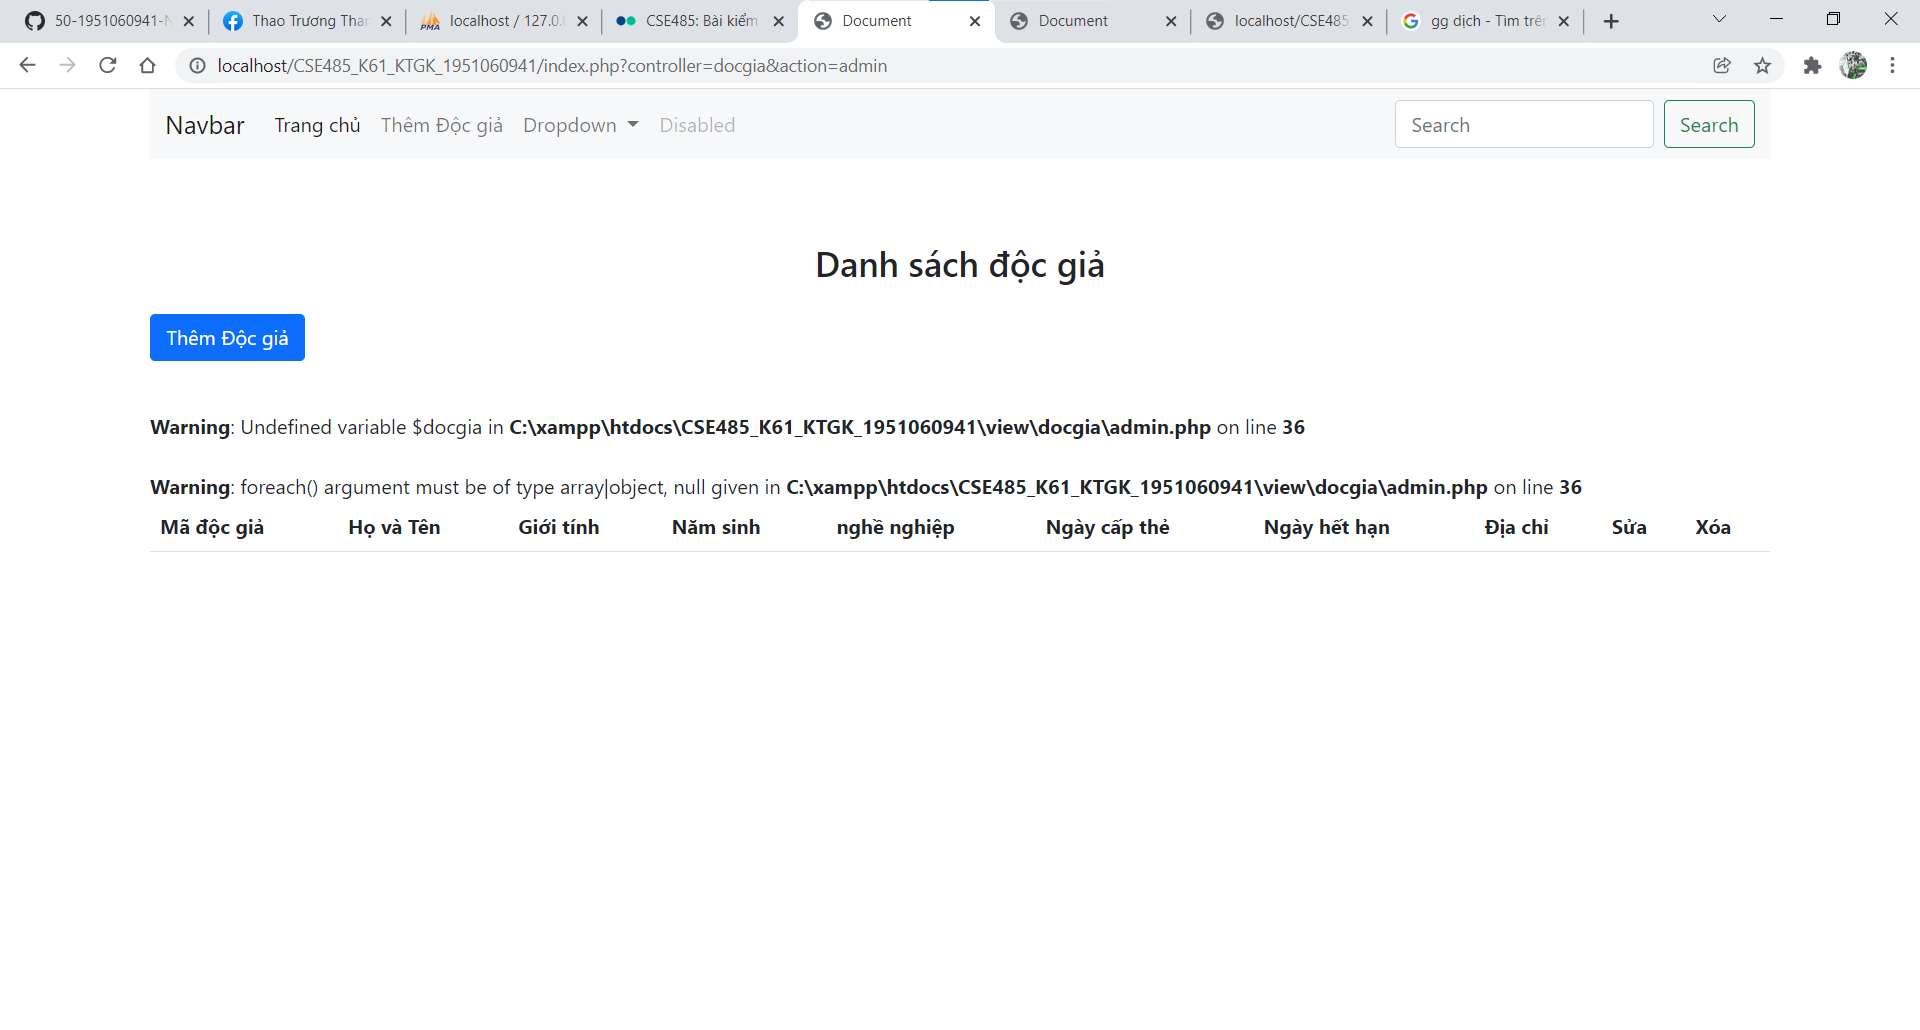 50-1951060941-N
Thao Trương Than
localhost / 127.0.0
CSE485: Bài kiểm
Document
Document
localhost/CSE485
gg dịch - Tìm trên
localhost/CSE485_K61_KTGK_1951060941/index.php?controller=docgia&action=admin
Navbar Trang chủ Thêm Độc giả Dropdown Disabled Search Search
Danh sách độc giả
Thêm Độc giả
Warning: Undefined variable $docgia in C:\xampp\htdocs\CSE485_K61_KTGK_1951060941\view\docgia\admin.php on line 36
Warning: foreach() argument must be of type array|object, null given in C:\xampp\htdocs\CSE485_K61_KTGK_1951060941\view\docgia\admin.php on line 36
Mã độc giả Họ và Tên Giới tính Năm sinh nghề nghiệp Ngày cấp thẻ Ngày hết hạn Địa chỉ Sửa Xóa